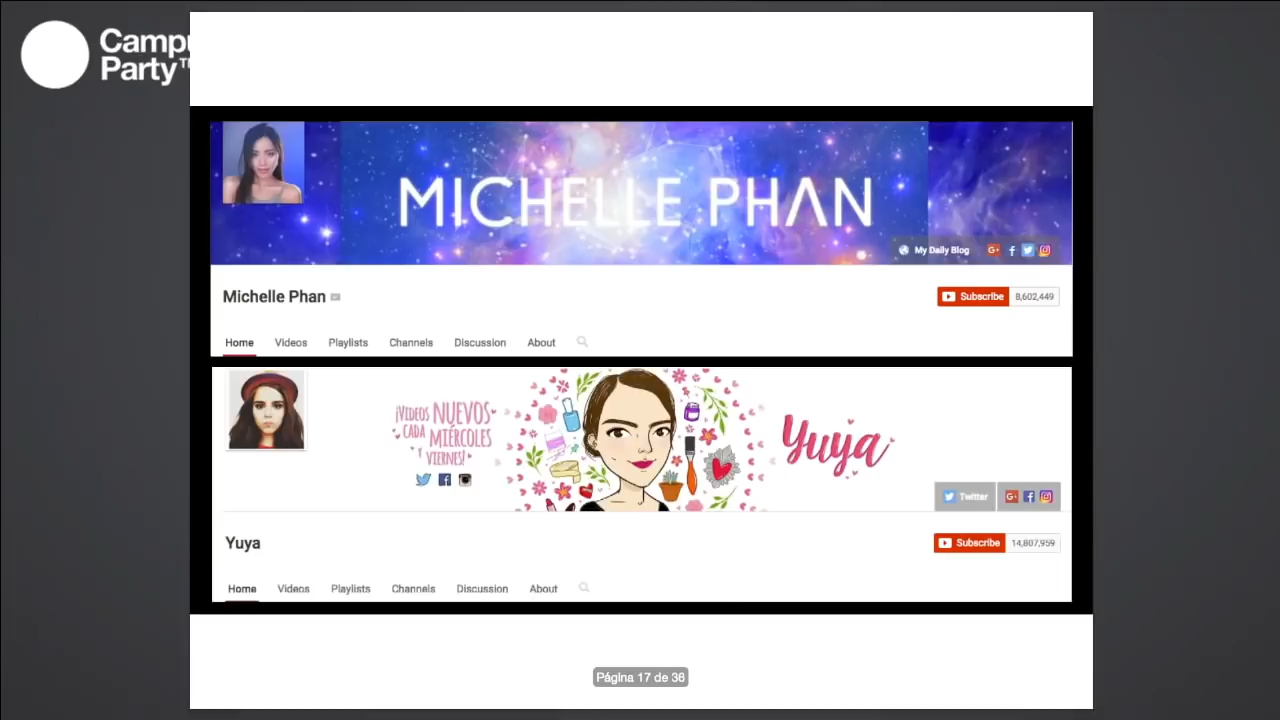 Campu
Party™
MICHELLE PHAN
My Daily Blog
Michelle Phan
Subscribe 8,602,449
Home Videos Playlists Channels Discussion About
¡VIDEOS NUEVOS
CADA MIÉRCOLES
Y VIERNES!
Yuya
Twitter
Yuya
Subscribe 14,807,959
Home Videos Playlists Channels Discussion About
Página 17 de 36